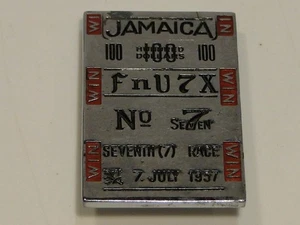 WIN JAMAICA WIN
100 HUNDRED DOLLARS 100
WIN fnU7X WIN
No 7
SEVEN
WIN SEVENTH (7) RACE WIN
7 JULY 1957